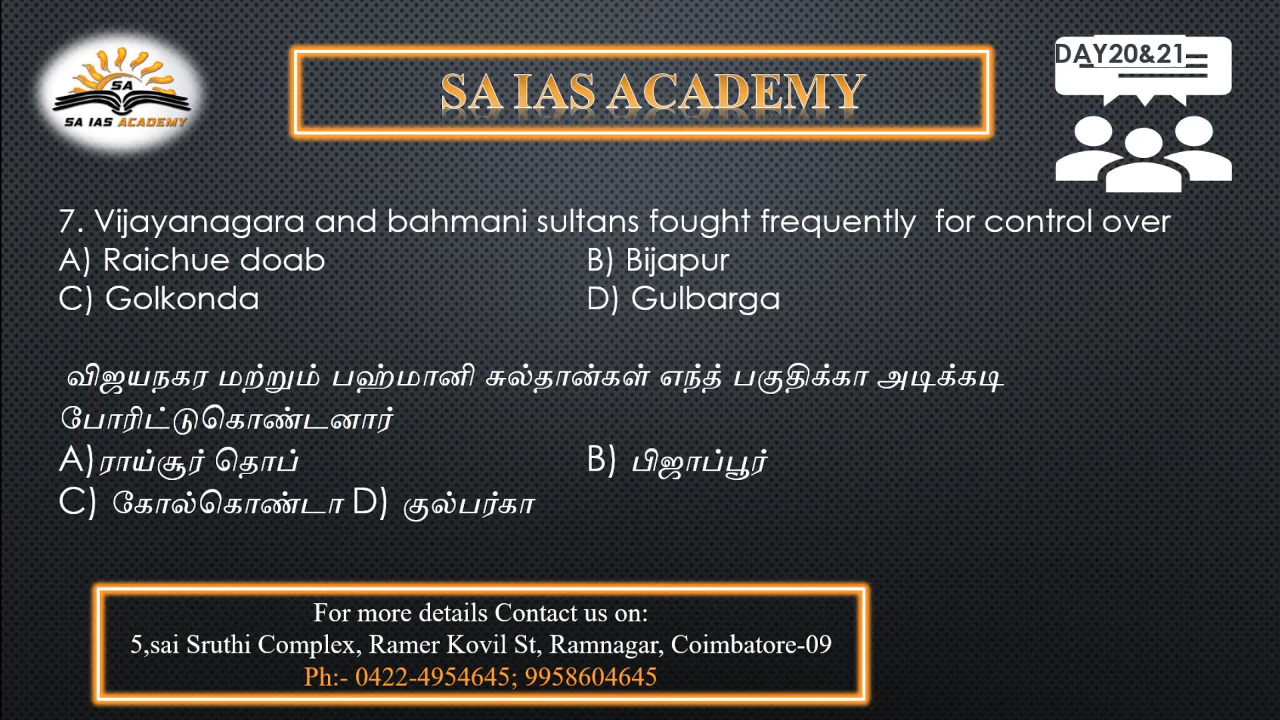 SA
SA IAS ACADEMY
SA IAS ACADEMY
DAY20&21
7. Vijayanagara and bahmani sultans fought frequently  for control over
A) Raichue doab B) Bijapur
C) Golkonda D) Gulbarga
விஜயநகர மற்றும் பஹ்மானி சுல்தான்கள் எந்த் பகுதிக்கா அடிக்கடி
போரிட்டுகொண்டனார்
A)ராய்சூர் தொப் B) பிஜாப்பூர்
C) கோல்கொண்டா D) குல்பர்கா
For more details Contact us on:
5,sai Sruthi Complex, Ramer Kovil St, Ramnagar, Coimbatore-09
Ph:- 0422-4954645; 9958604645